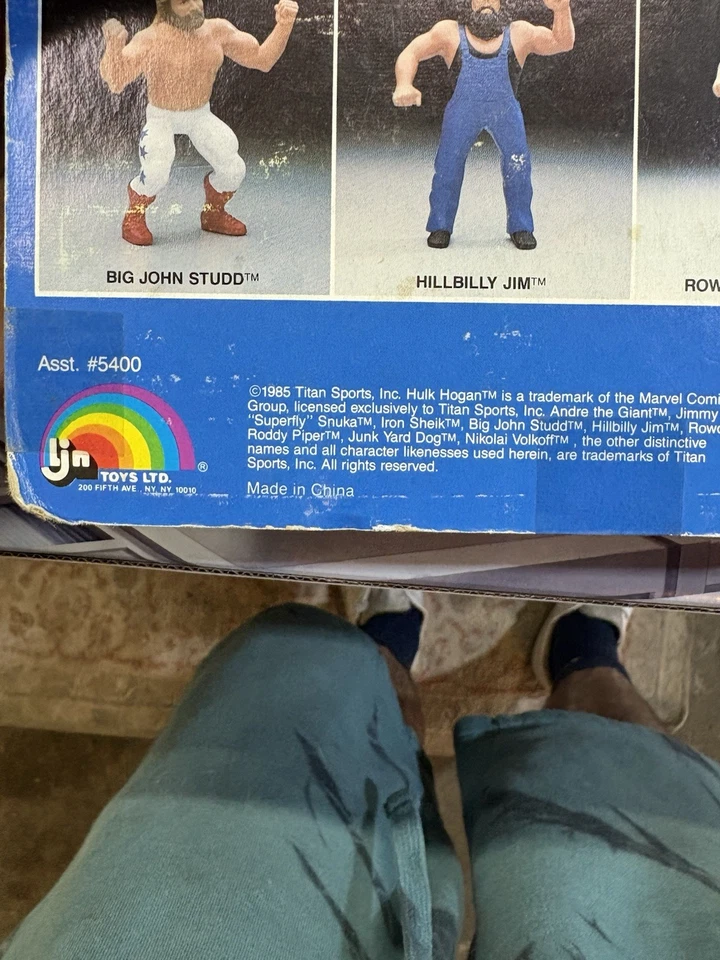 BIG JOHN STUDD™
HILLBILLY JIM™
ROW
Asst. #5400
©1985 Titan Sports, Inc. Hulk Hogan™ is a trademark of the Marvel Comi
Group, licensed exclusively to Titan Sports, Inc. Andre the Giant™, Jimmy
"Superfly" Snuka™, Iron Sheik™, Big John Studd™, Hillbilly Jim™, Rowd
Roddy Piper™, Junk Yard Dog™, Nikolai Volkoff™ , the other distinctive
names and all character likenesses used herein, are trademarks of Titan
Sports, Inc. All rights reserved.
Made in China
ljn ®
TOYS LTD.
200 FIFTH AVE. NY, NY 10010